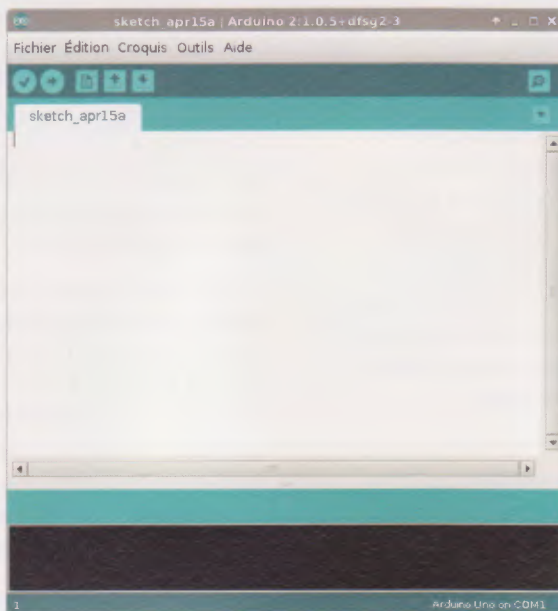 sketch_apr15a | Arduino 2:1.0.5+dfsg2-3
Fichier Édition Croquis Outils Aide
sketch_apr15a
1
Arduino Uno on COM1